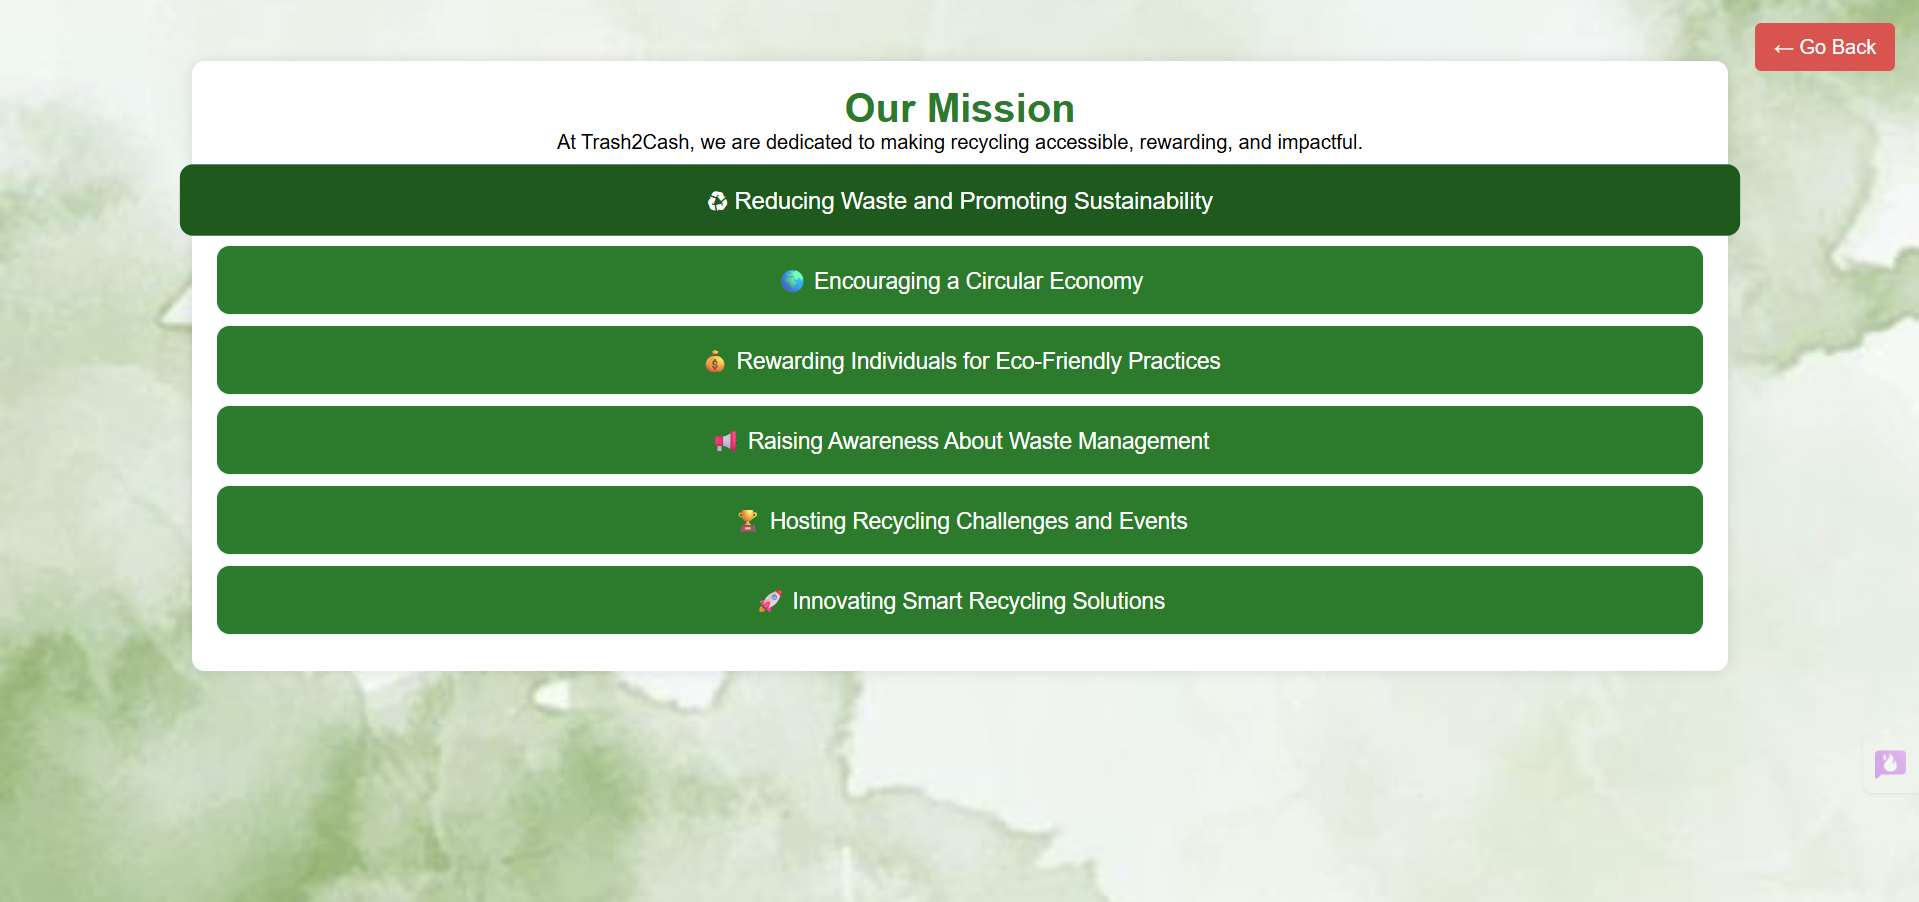 ← Go Back
Our Mission
At Trash2Cash, we are dedicated to making recycling accessible, rewarding, and impactful.
♻ Reducing Waste and Promoting Sustainability
🌍 Encouraging a Circular Economy
💰 Rewarding Individuals for Eco-Friendly Practices
📢 Raising Awareness About Waste Management
🏆 Hosting Recycling Challenges and Events
🚀 Innovating Smart Recycling Solutions